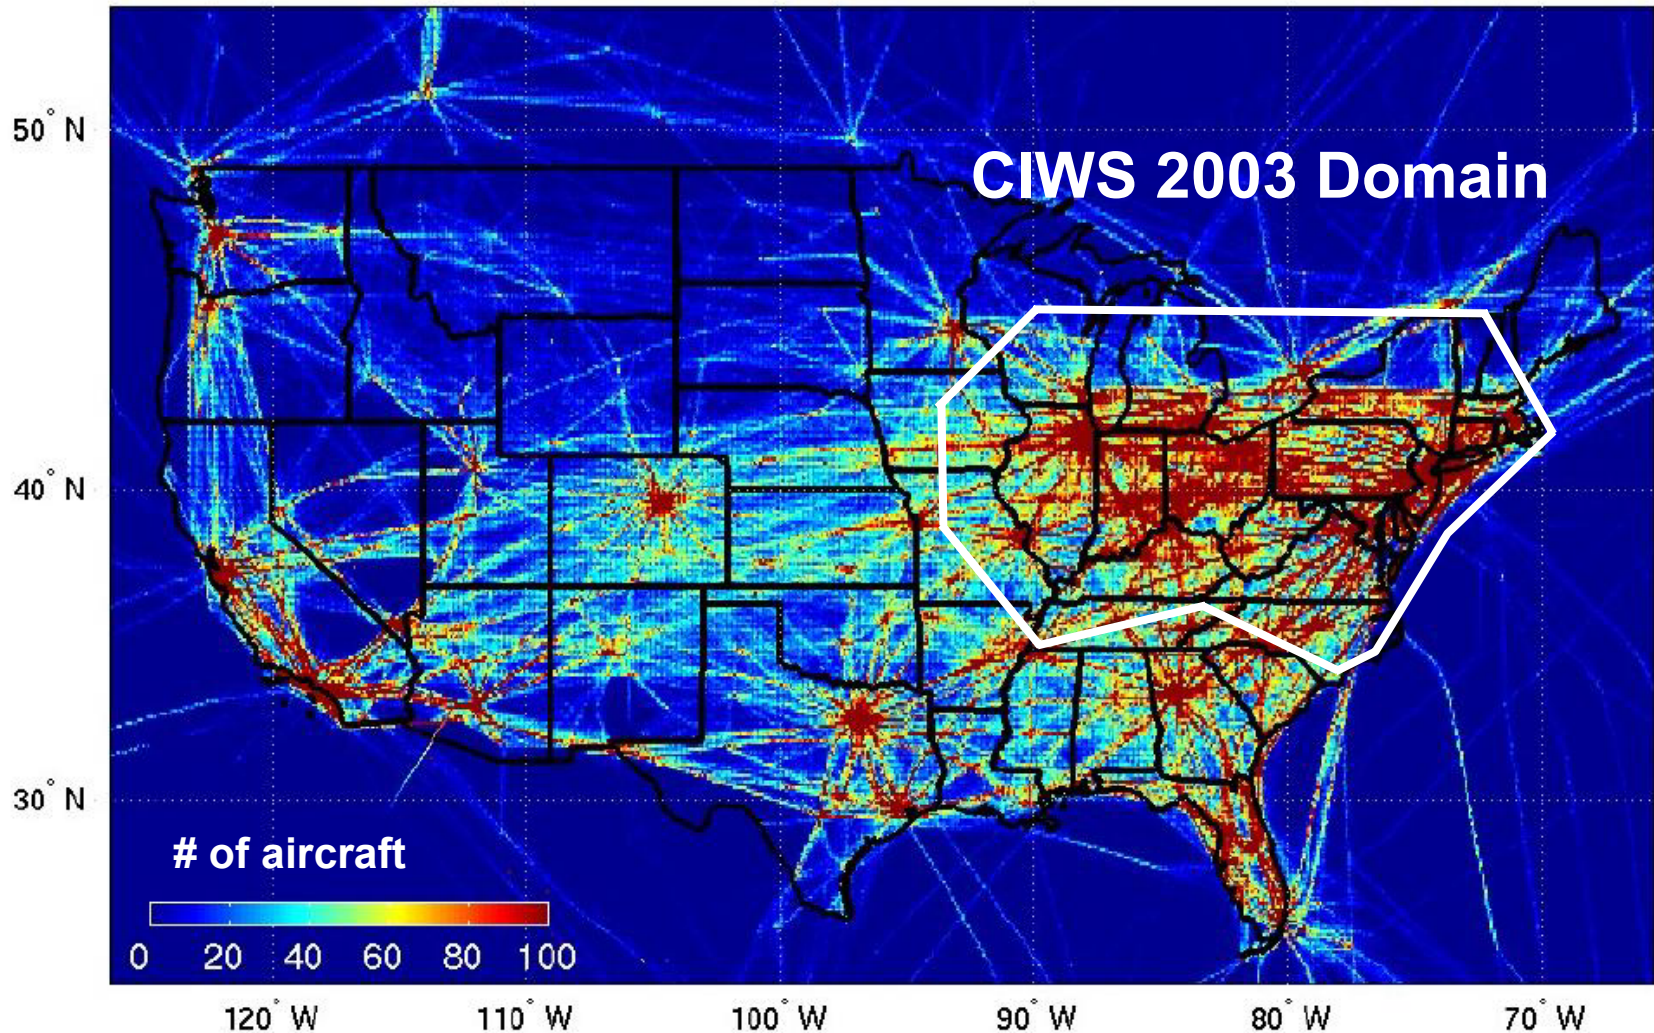 50° N
CIWS 2003 Domain
40° N
30° N
# of aircraft
0 20 40 60 80 100
120° W 110° W 100° W 90° W 80° W 70° W